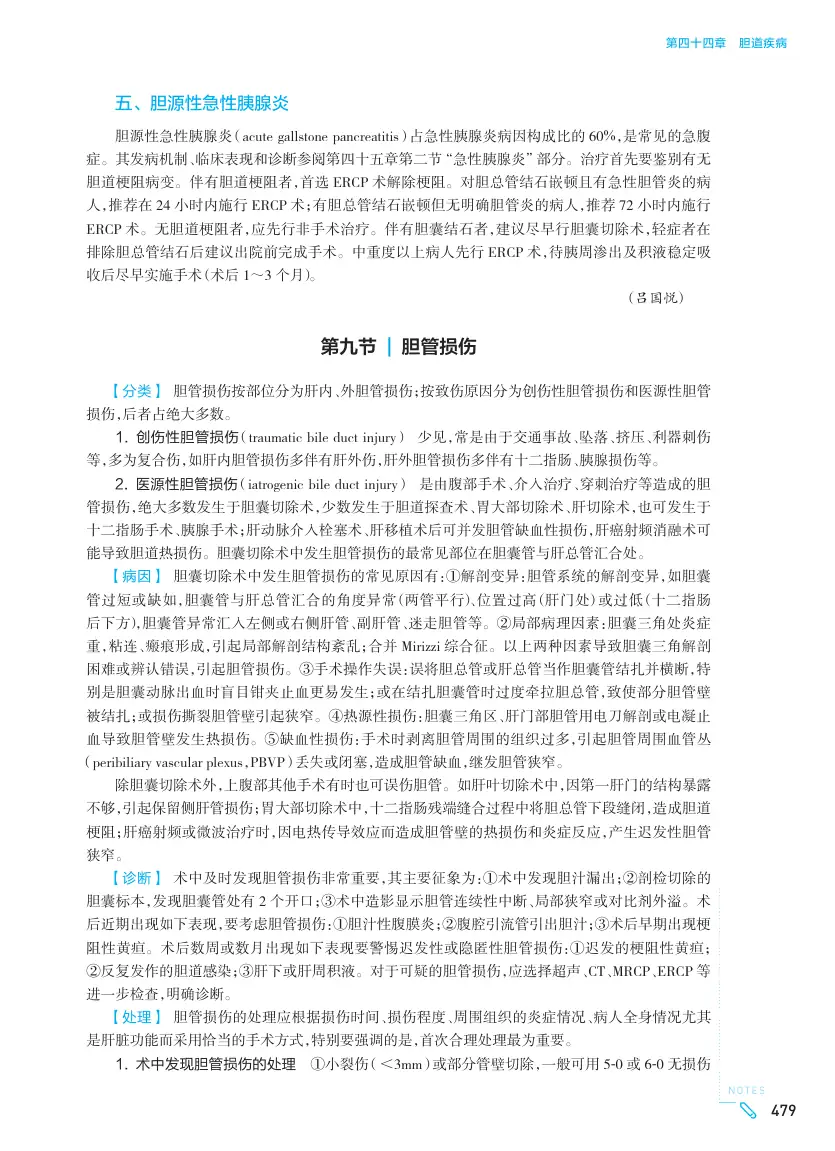 第四十四章 胆道疾病
五、胆源性急性胰腺炎
胆源性急性胰腺炎（acute gallstone pancreatitis）占急性胰腺炎病因构成比的 60%，是常见的急腹
症。其发病机制、临床表现和诊断参阅第四十五章第二节“急性胰腺炎”部分。治疗首先要鉴别有无
胆道梗阻病变。伴有胆道梗阻者，首选 ERCP 术解除梗阻。对胆总管结石嵌顿且有急性胆管炎的病
人，推荐在 24 小时内施行 ERCP 术；有胆总管结石嵌顿但无明确胆管炎的病人，推荐 72 小时内施行
ERCP 术。无胆道梗阻者，应先行非手术治疗。伴有胆囊结石者，建议尽早行胆囊切除术，轻症者在
排除胆总管结石后建议出院前完成手术。中重度以上病人先行 ERCP 术，待胰周渗出及积液稳定吸
收后尽早实施手术（术后 1～3 个月）。
（吕国悦）
第九节 | 胆管损伤
【分类】 胆管损伤按部位分为肝内、外胆管损伤；按致伤原因分为创伤性胆管损伤和医源性胆管
损伤，后者占绝大多数。
1. 创伤性胆管损伤（traumatic bile duct injury） 少见，常是由于交通事故、坠落、挤压、利器刺伤
等，多为复合伤，如肝内胆管损伤多伴有肝外伤，肝外胆管损伤多伴有十二指肠、胰腺损伤等。
2. 医源性胆管损伤（iatrogenic bile duct injury） 是由腹部手术、介入治疗、穿刺治疗等造成的胆
管损伤，绝大多数发生于胆囊切除术，少数发生于胆道探查术、胃大部切除术、肝切除术，也可发生于
十二指肠手术、胰腺手术；肝动脉介入栓塞术、肝移植术后可并发胆管缺血性损伤，肝癌射频消融术可
能导致胆道热损伤。胆囊切除术中发生胆管损伤的最常见部位在胆囊管与肝总管汇合处。
【病因】 胆囊切除术中发生胆管损伤的常见原因有：①解剖变异：胆管系统的解剖变异，如胆囊
管过短或缺如，胆囊管与肝总管汇合的角度异常（两管平行）、位置过高（肝门处）或过低（十二指肠
后下方），胆囊管异常汇入左侧或右侧肝管、副肝管、迷走胆管等。②局部病理因素：胆囊三角处炎症
重，粘连、瘢痕形成，引起局部解剖结构紊乱；合并 Mirizzi 综合征。以上两种因素导致胆囊三角解剖
困难或辨认错误，引起胆管损伤。③手术操作失误：误将胆总管或肝总管当作胆囊管结扎并横断，特
别是胆囊动脉出血时盲目钳夹止血更易发生；或在结扎胆囊管时过度牵拉胆总管，致使部分胆管壁
被结扎；或损伤撕裂胆管壁引起狭窄。④热源性损伤：胆囊三角区、肝门部胆管用电刀解剖或电凝止
血导致胆管壁发生热损伤。⑤缺血性损伤：手术时剥离胆管周围的组织过多，引起胆管周围血管丛
（peribiliary vascular plexus，PBVP）丢失或闭塞，造成胆管缺血，继发胆管狭窄。
除胆囊切除术外，上腹部其他手术有时也可误伤胆管。如肝叶切除术中，因第一肝门的结构暴露
不够，引起保留侧肝管损伤；胃大部切除术中，十二指肠残端缝合过程中将胆总管下段缝闭，造成胆道
梗阻；肝癌射频或微波治疗时，因电热传导效应而造成胆管壁的热损伤和炎症反应，产生迟发性胆管
狭窄。
【诊断】 术中及时发现胆管损伤非常重要，其主要征象为：①术中发现胆汁漏出；②剖检切除的
胆囊标本，发现胆囊管处有 2 个开口；③术中造影显示胆管连续性中断、局部狭窄或对比剂外溢。术
后近期出现如下表现，要考虑胆管损伤：①胆汁性腹膜炎；②腹腔引流管引出胆汁；③术后早期出现梗
阻性黄疸。术后数周或数月出现如下表现要警惕迟发性或隐匿性胆管损伤：①迟发的梗阻性黄疸；
②反复发作的胆道感染；③肝下或肝周积液。对于可疑的胆管损伤，应选择超声、CT、MRCP、ERCP 等
进一步检查，明确诊断。
【处理】 胆管损伤的处理应根据损伤时间、损伤程度、周围组织的炎症情况、病人全身情况尤其
是肝脏功能而采用恰当的手术方式，特别要强调的是，首次合理处理最为重要。
1. 术中发现胆管损伤的处理 ①小裂伤（＜3mm）或部分管壁切除，一般可用 5-0 或 6-0 无损伤
NOTES
479